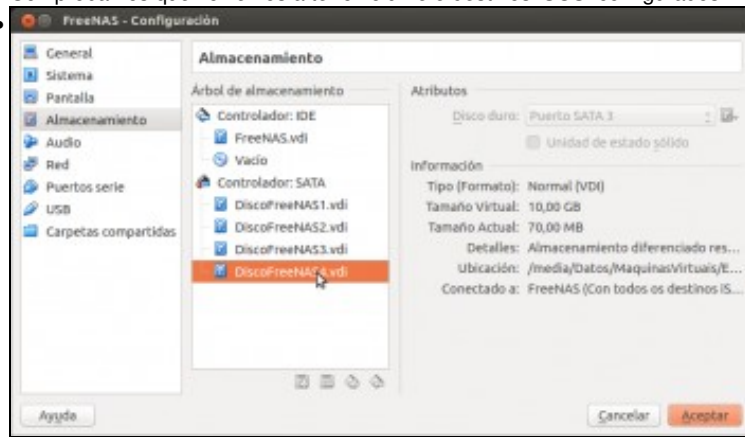 FreeNAS - Configuración
General
Sistema
Pantalla
Almacenamiento
Audio
Red
Puertos serie
USB
Carpetas compartidas
Almacenamiento
Árbol de almacenamiento
Controlador: IDE
FreeNAS.vdi
Vacío
Controlador: SATA
DiscoFreeNAS1.vdi
DiscoFreeNAS2.vdi
DiscoFreeNAS3.vdi
DiscoFreeNAS4.vdi
Atributos
Disco duro: Puerto SATA 3
Unidad de estado sólido
Información
Tipo (Formato): Normal (VDI)
Tamaño Virtual: 10,00 GB
Tamaño Actual: 70,00 MB
Detalles: Almacenamiento diferenciado res...
Ubicación: /media/Datos/MaquinasVirtuais/E...
Conectado a: FreeNAS (Con todos os destinos iS...
Ayuda
Cancelar
Aceptar